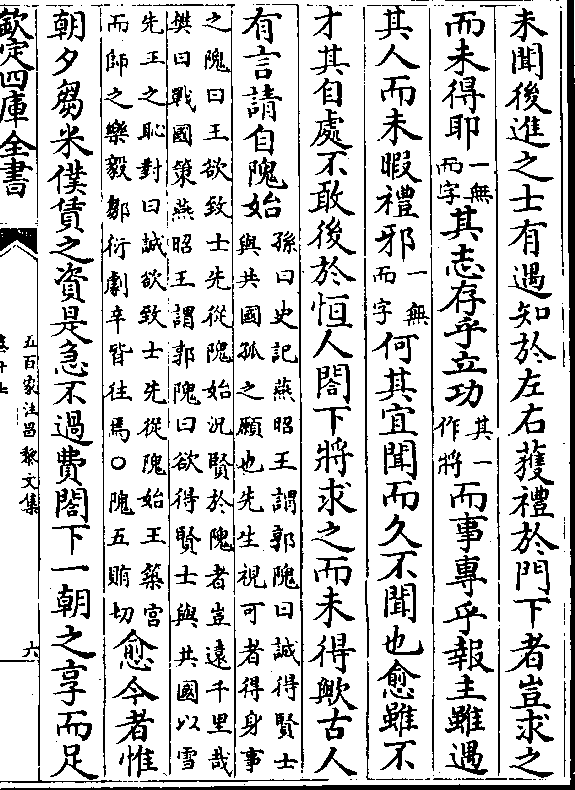 未聞後進之士有遇知於左右獲禮於門下者豈求之
而未得耶一無而字其志存乎立功其一作將而事專乎報主雖遇
其人而未暇禮邪一無而字何其宜聞而久不聞也愈雖不
才其自處不敢後於恒人閤下將求之而未得歟古人
有言請自隗始孫曰史記燕昭王謂郭隗曰誠得賢士
與共國孤之願也先生視可者得身事
之隗曰王欲致士先從隗始況賢於隗者豈遠千里哉
樊曰戰國策燕昭王謂郭隗曰欲得賢士與共國以雪
先王之恥對曰誠欲致士先從隗始王築宮
而師之樂毅鄒衍劇辛皆往焉○隗五賄切愈今者惟
朝夕芻米僕賃之資是急不過費閤下一朝之享而足
欽定四庫全書
五百家注昌黎文集
六